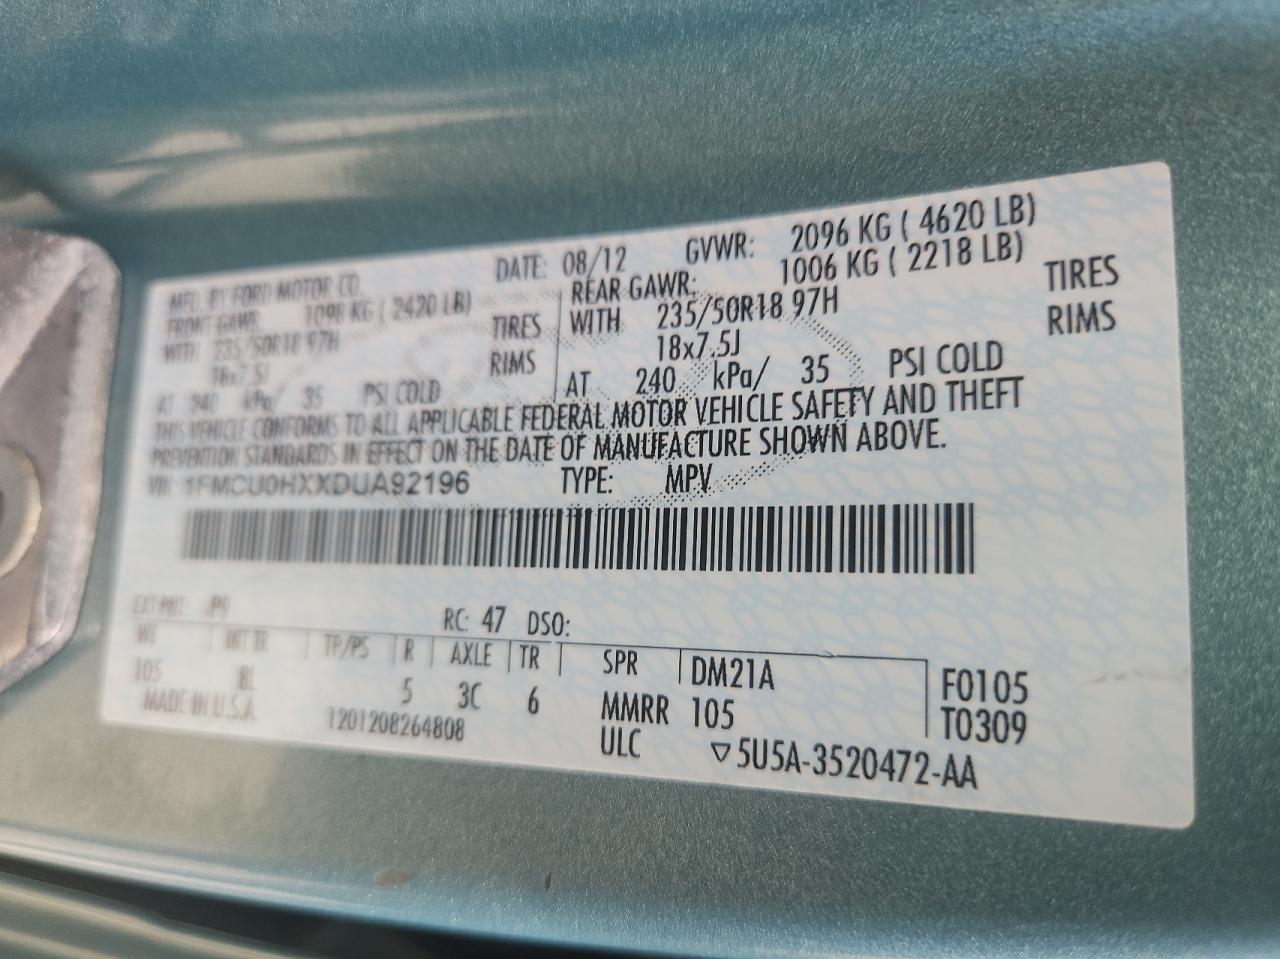 MFD. BY FORD MOTOR CO. DATE: 08/12 GVWR: 2096 KG ( 4620 LB)
FRONT GAWR: 1098 KG ( 2420 LB) REAR GAWR: 1006 KG ( 2218 LB)
WITH 235/50R18 97H TIRES WITH 235/50R18 97H TIRES
18x7.5J RIMS 18x7.5J RIMS
AT 240 kPa/ 35 PSI COLD AT 240 kPa/ 35 PSI COLD
THIS VEHICLE CONFORMS TO ALL APPLICABLE FEDERAL MOTOR VEHICLE SAFETY AND THEFT
PREVENTION STANDARDS IN EFFECT ON THE DATE OF MANUFACTURE SHOWN ABOVE.
VIN: 1FMCU0HXXDUA92196 TYPE: MPV
EXT PNT: P9 RC: 47 DSO:
WB INT TR TP/PS R AXLE TR SPR DM21A F0105
105 8L 5 3C 6 MMRR 105 T0309
MADE IN U.S.A. 1201208264808 ULC ▽5U5A-3520472-AA